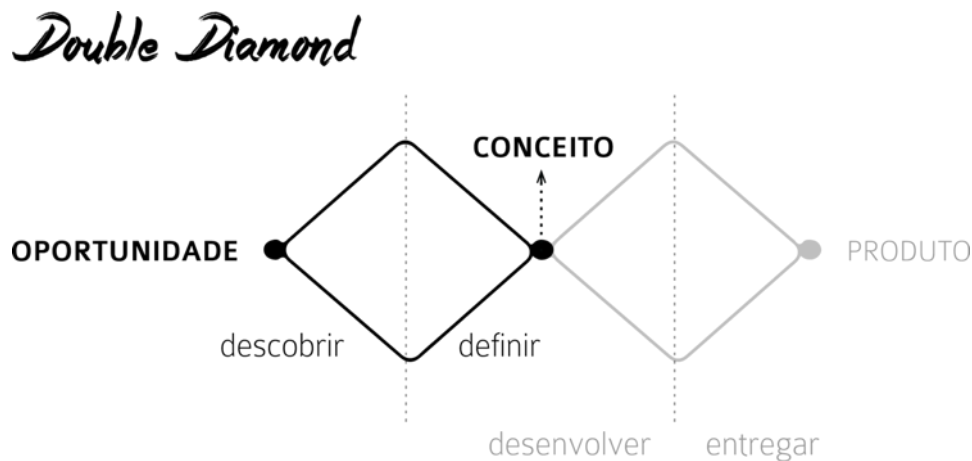 Double Diamond
CONCEITO
OPORTUNIDADE
PRODUTO
descobrir
definir
desenvolver
entregar